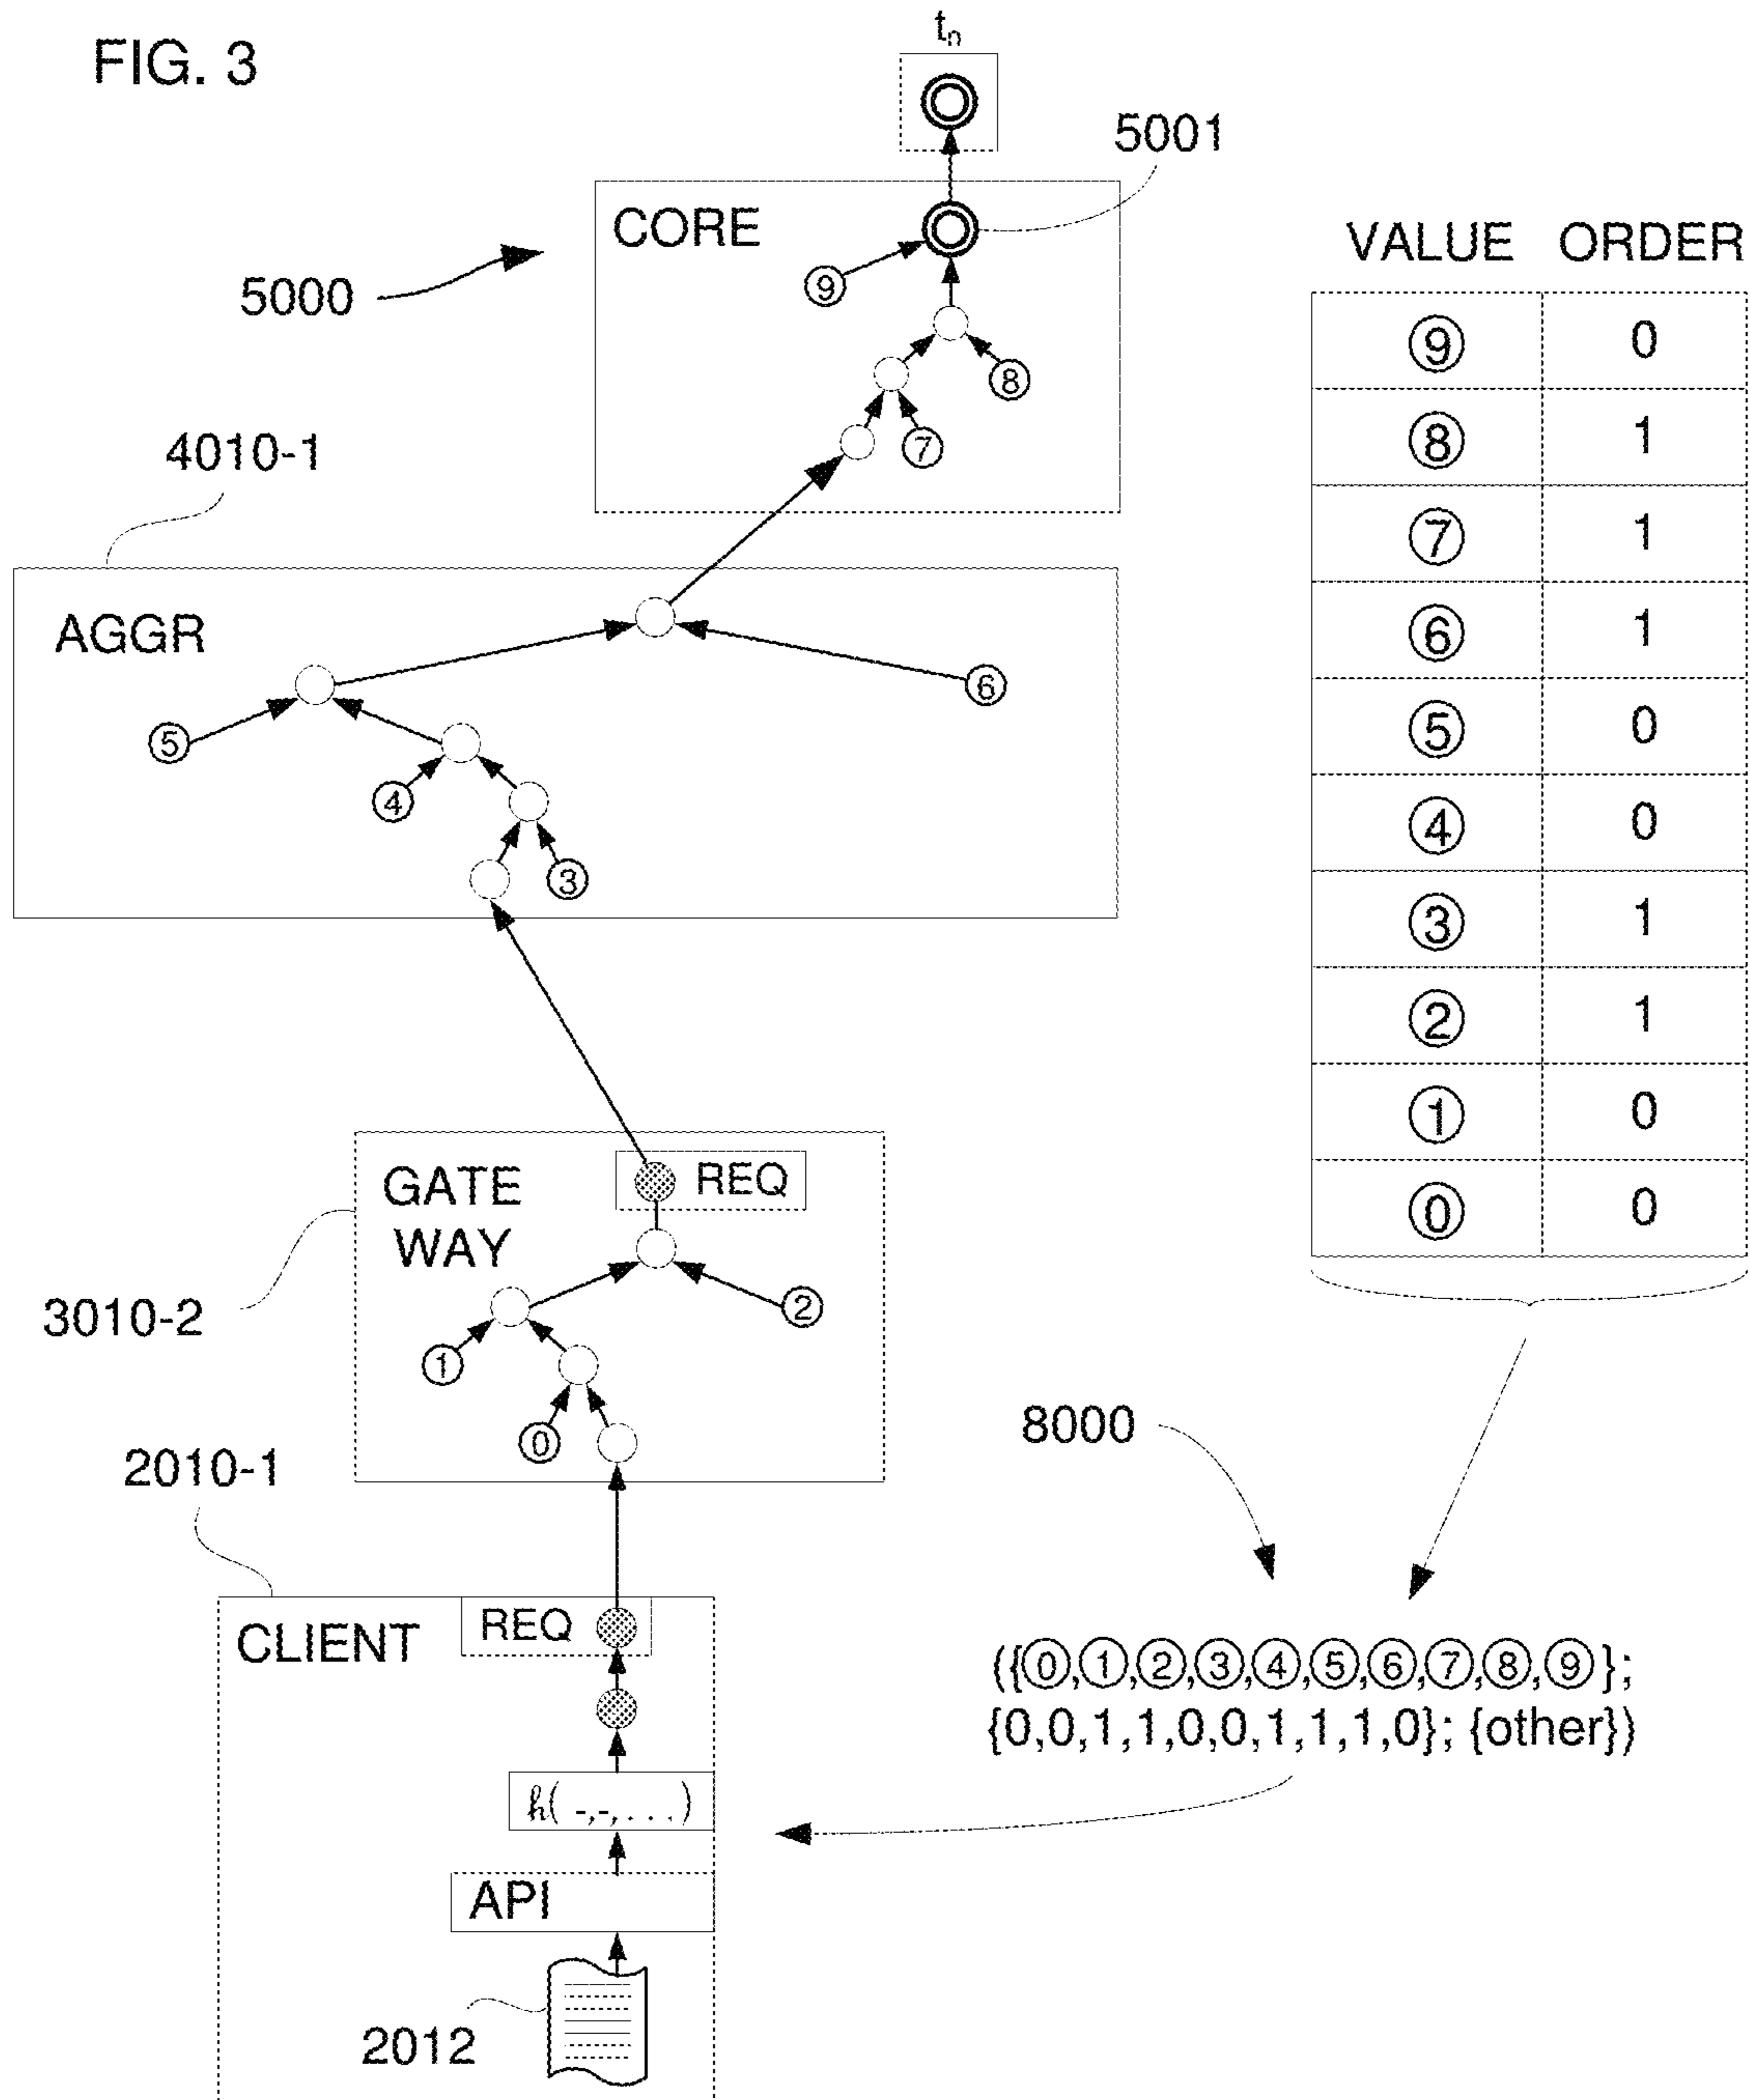 FIG. 3
tₙ
5001
CORE
5000
⑨
⑧
⑦
4010-1
AGGR
⑥
⑤
④
③
GATE
WAY
REQ
3010-2
②
①
⓪
2010-1
CLIENT
REQ
h( -,-, . . .)
API
2012
VALUE ORDER
⑨ 0
⑧ 1
⑦ 1
⑥ 1
⑤ 0
④ 0
③ 1
② 1
① 0
⓪ 0
8000
({⓪,①,②,③,④,⑤,⑥,⑦,⑧,⑨};
{0,0,1,1,0,0,1,1,1,0}; {other})